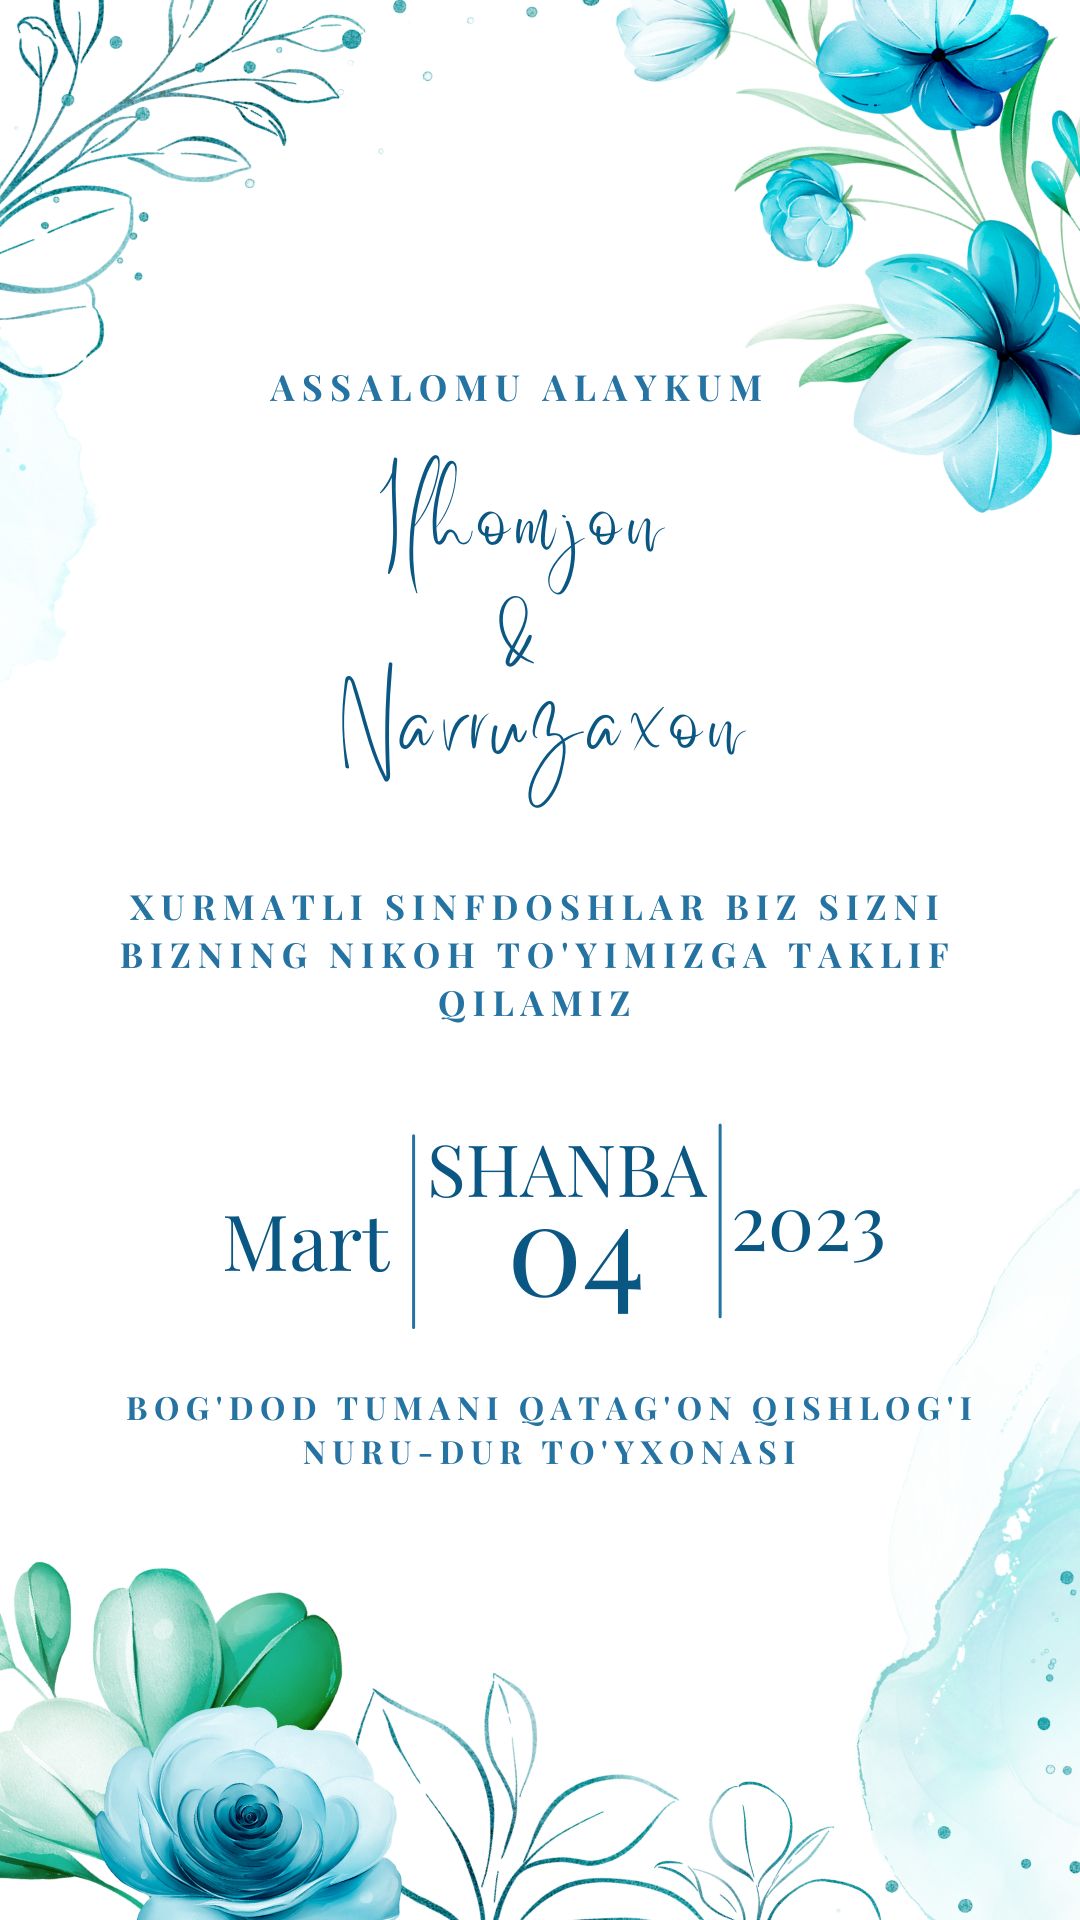 ASSALOMU ALAYKUM
Ilhomjon
&
Navruzaxon
XURMATLI SINFDOSHLAR BIZ SIZNI
BIZNING NIKOH TO'YIMIZGA TAKLIF
QILAMIZ
Mart
SHANBA
04
2023
BOG'DOD TUMANI QATAG'ON QISHLOG'I
NURU-DUR TO'YXONASI